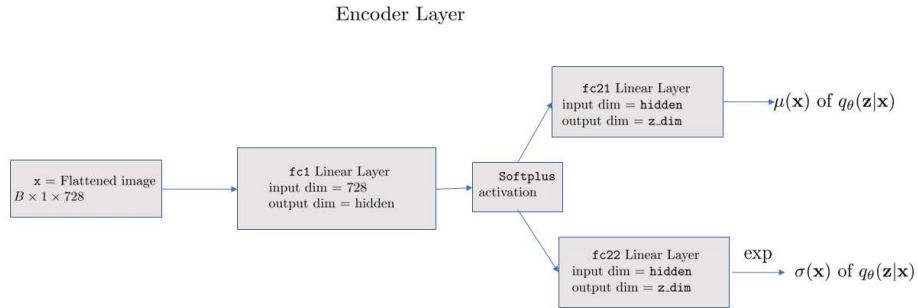 Encoder Layer
x = Flattened image
B × 1 × 728
fc1 Linear Layer
input dim = 728
output dim = hidden
Softplus
activation
fc21 Linear Layer
input dim = hidden
output dim = z_dim
μ(x) of q_θ(z|x)
fc22 Linear Layer
input dim = hidden
output dim = z_dim
exp
σ(x) of q_θ(z|x)